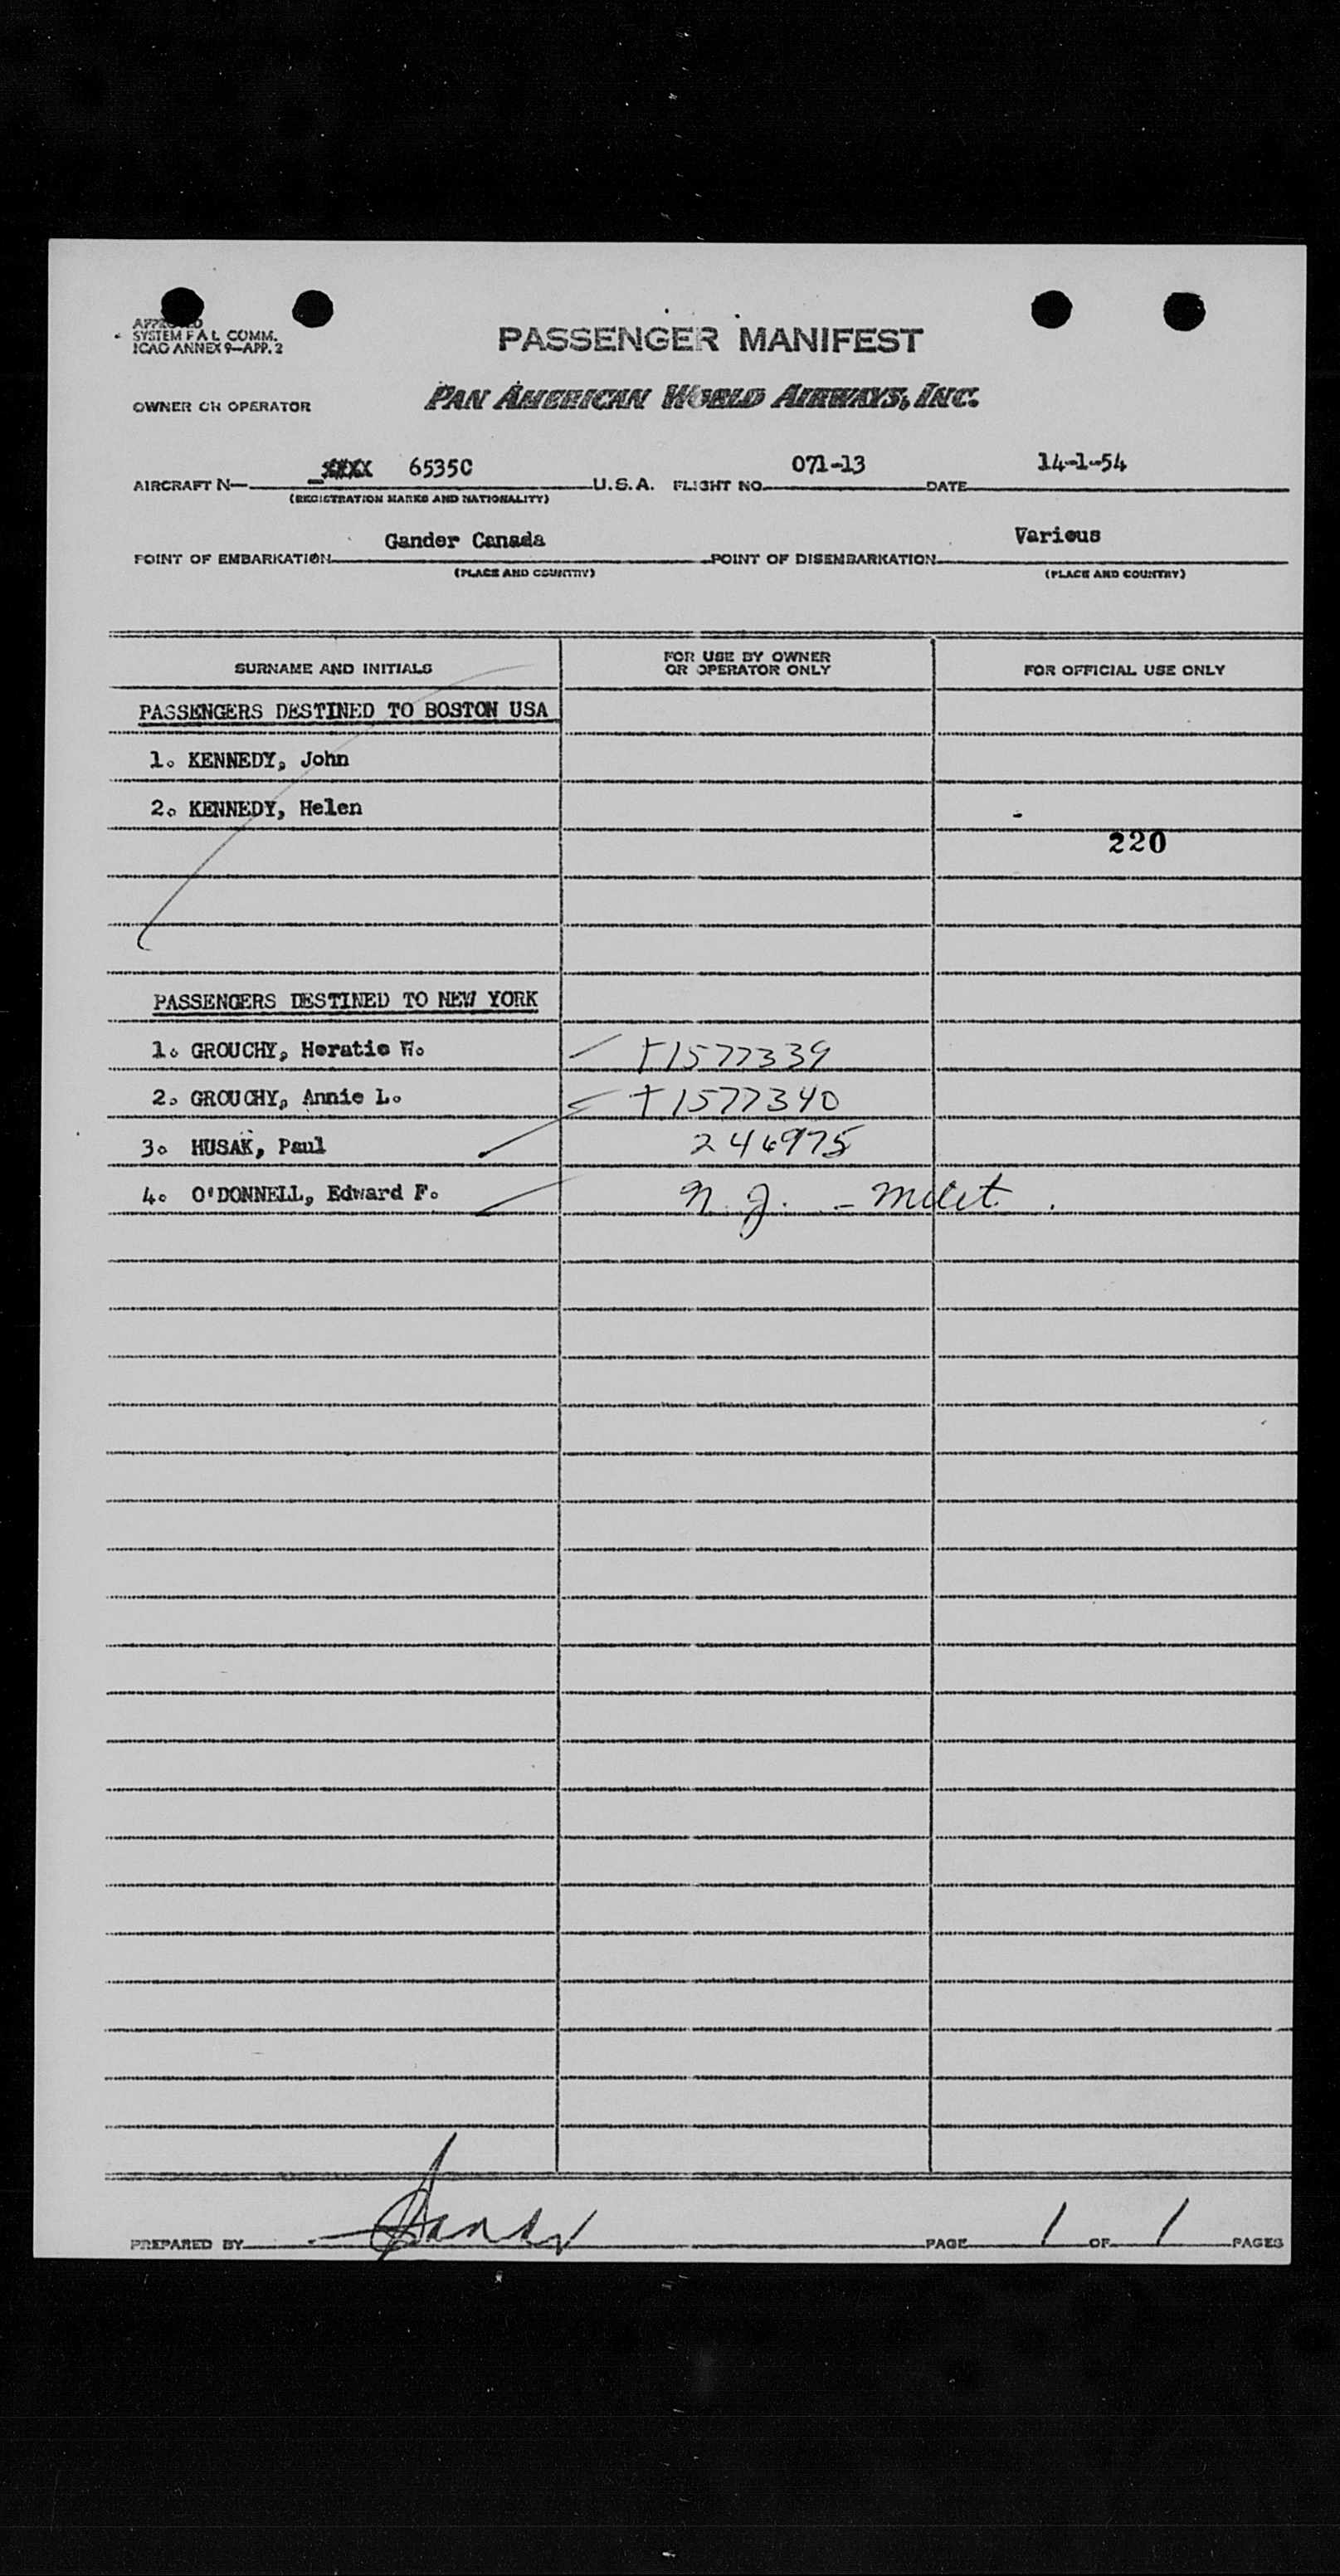 APPROVED
SYSTEM F A L COMM.
ICAO ANNEX 9—APP. 2
PASSENGER MANIFEST
OWNER OR OPERATOR PAN AMERICAN WORLD AIRWAYS, INC.
AIRCRAFT N— XXXX 6535C U.S.A. FLIGHT NO. 071-13 DATE 14-1-54
(REGISTRATION MARKS AND NATIONALITY)
POINT OF EMBARKATION Gander Canada POINT OF DISEMBARKATION Various
(PLACE AND COUNTRY) (PLACE AND COUNTRY)
SURNAME AND INITIALS FOR USE BY OWNER OR OPERATOR ONLY FOR OFFICIAL USE ONLY
PASSENGERS DESTINED TO BOSTON USA
1. KENNEDY, John
2. KENNEDY, Helen
220
PASSENGERS DESTINED TO NEW YORK
1. GROUCHY, Horatio W. T1577339
2. GROUCHY, Annie L. T1577340
3. HUSAK, Paul 246975
4. O'DONNELL, Edward F. N. J. - Milit.
PREPARED BY PAGE 1 OF 1 PAGES